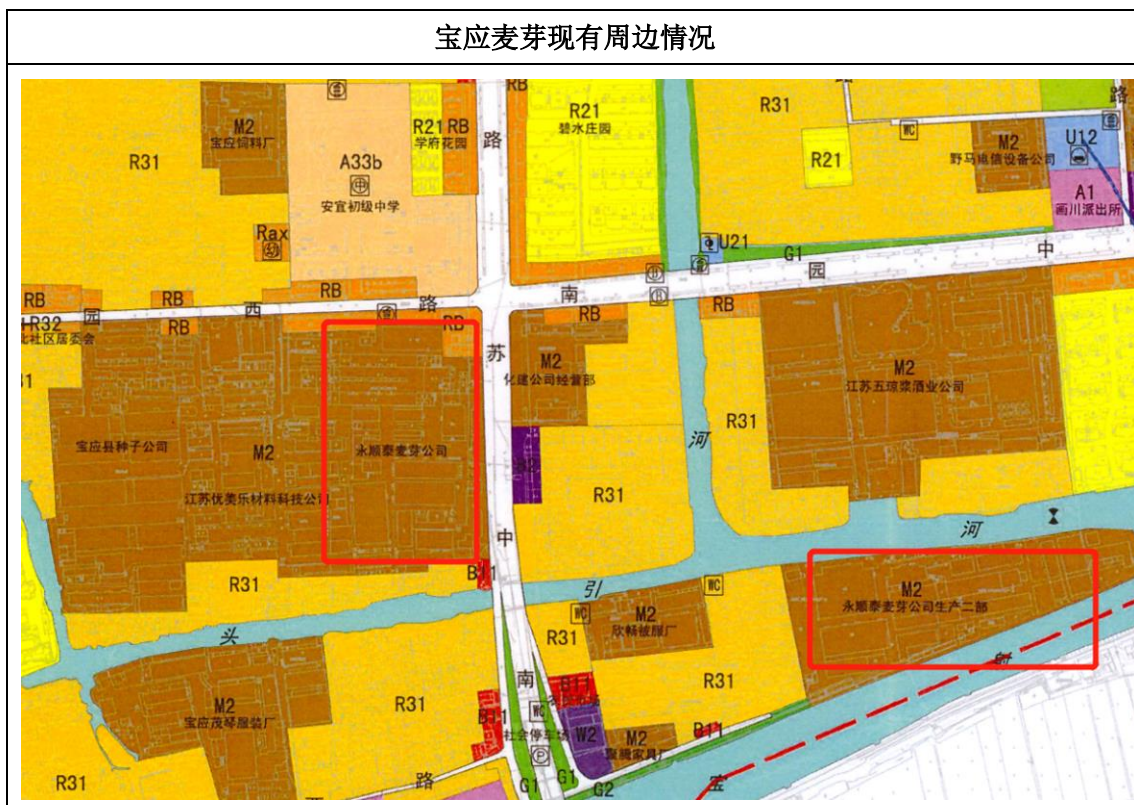 宝应麦芽现有周边情况
RB
R31
M2
宝应饲料厂
A33b
中
安宜初级中学
R21
学府花园
RB
路
R21
碧水庄园
R31
WC
M2
野马电信设备公司
路
U12
A1
画川派出所
R21
Rax
幼
U21
G1
中
园
南
RB
园
RB
RB
西
RB
路
RB
R32
社区居委会
RB
RB
苏
M2
化建公司经营部
M2
江苏五琼浆酒业公司
宝应县种子公司
M2
永顺泰麦芽公司
江苏优美乐材料科技公司
R31
河
R31
中
河
R31
B11
引
WC
M2
永顺泰麦芽公司生产二部
头
WC
R31
M2
欣畅被服厂
射
M2
宝应茂琴服装厂
R31
南
R31
B11
B11
WC
社会停车场
P
W2
M2
B11
R31
路
G1
G1
G2
宝